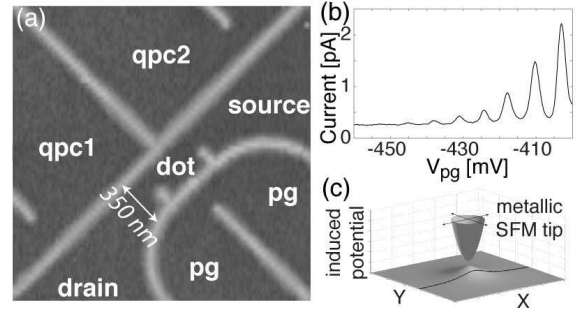 (a)
qpc2
source
qpc1
dot
350 nm
pg
pg
drain
(b)
Current [pA]
2
1
0
-450
-430
-410
V_pg [mV]
(c)
induced
potential
metallic
SFM tip
Y
X